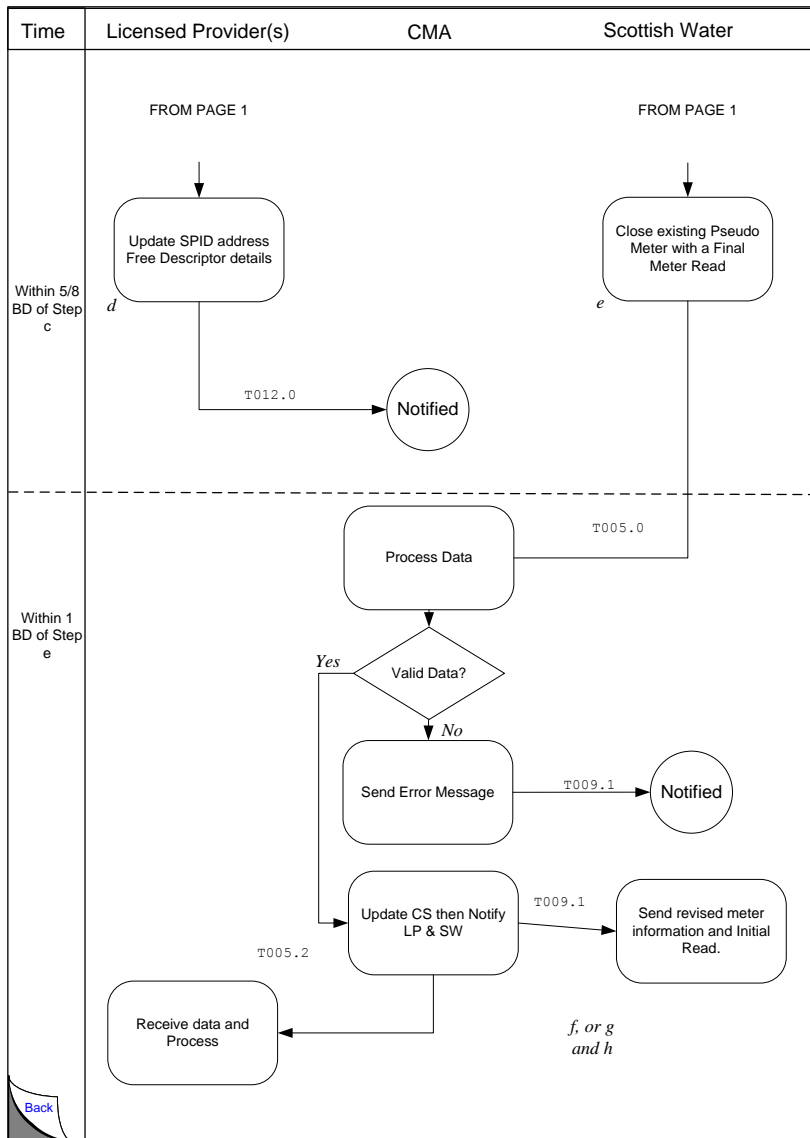 Time
Licensed Provider(s)
CMA
Scottish Water
FROM PAGE 1
FROM PAGE 1
Update SPID address
Free Descriptor details
Close existing Pseudo
Meter with a Final
Meter Read
Within 5/8
BD of Step
c
d
e
T012.0
Notified
T005.0
Process Data
Within 1
BD of Step
e
Yes
Valid Data?
No
Send Error Message
T009.1
Notified
Update CS then Notify
LP & SW
T009.1
Send revised meter
information and Initial
Read.
T005.2
Receive data and
Process
f, or g
and h
Back